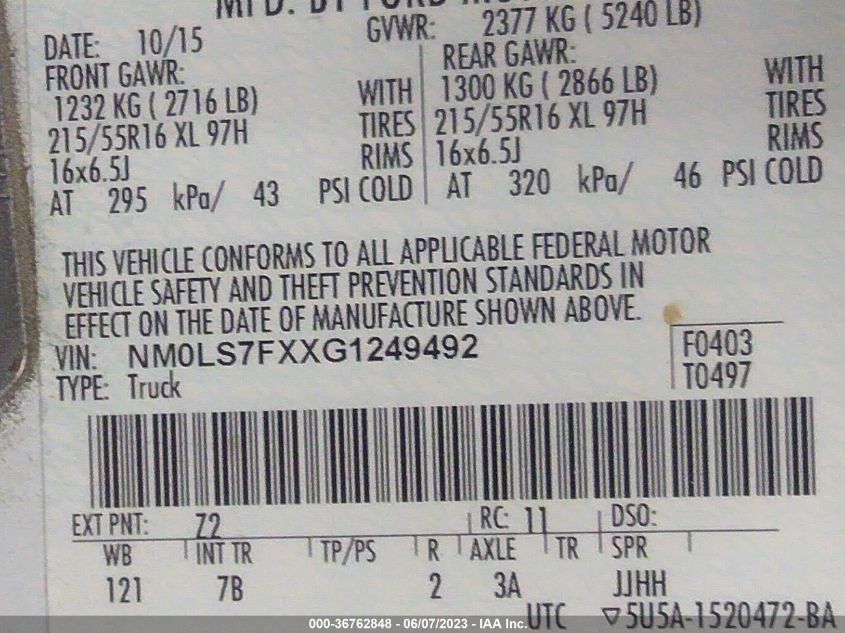 MFD. BY FORD
DATE: 10/15 GVWR: 2377 KG ( 5240 LB)
FRONT GAWR: REAR GAWR:
1232 KG ( 2716 LB) WITH 1300 KG ( 2866 LB) WITH
215/55R16 XL 97H TIRES 215/55R16 XL 97H TIRES
16x6.5J RIMS 16x6.5J RIMS
AT 295 kPa/ 43 PSI COLD AT 320 kPa/ 46 PSI COLD
THIS VEHICLE CONFORMS TO ALL APPLICABLE FEDERAL MOTOR
VEHICLE SAFETY AND THEFT PREVENTION STANDARDS IN
EFFECT ON THE DATE OF MANUFACTURE SHOWN ABOVE.
VIN: NM0LS7FXXG1249492 F0403
TYPE: Truck T0497
EXT PNT: Z2 RC: 11 DSO:
WB INT TR TP/PS R AXLE TR SPR
121 7B 2 3A JJHH
UTC ▽5U5A-1520472-BA
000-36762848 - 06/07/2023 - IAA Inc.